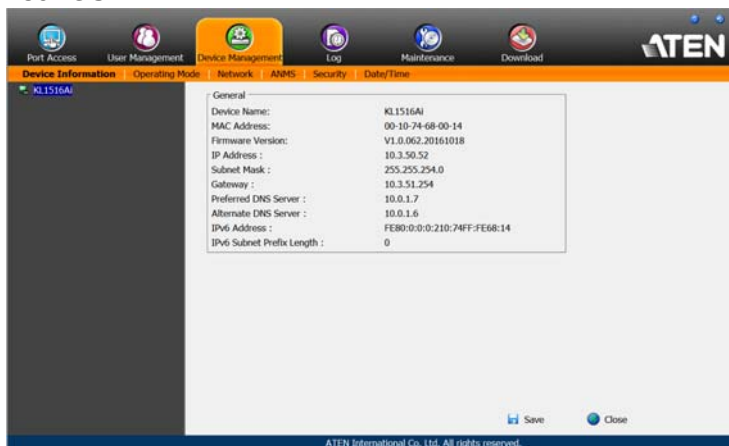 Port Access User Management Device Management Log Maintenance Download
ATEN
Device Information Operating Mode Network ANMS Security Date/Time
KL1516Ai
General
Device Name: KL1516Ai
MAC Address: 00-10-74-68-00-14
Firmware Version: V1.0.062.20161018
IP Address : 10.3.50.52
Subnet Mask : 255.255.254.0
Gateway : 10.3.51.254
Preferred DNS Server : 10.0.1.7
Alternate DNS Server : 10.0.1.6
IPv6 Address : FE80:0:0:0:210:74FF:FE68:14
IPv6 Subnet Prefix Length : 0
Save Close
ATEN International Co. Ltd. All rights reserved.